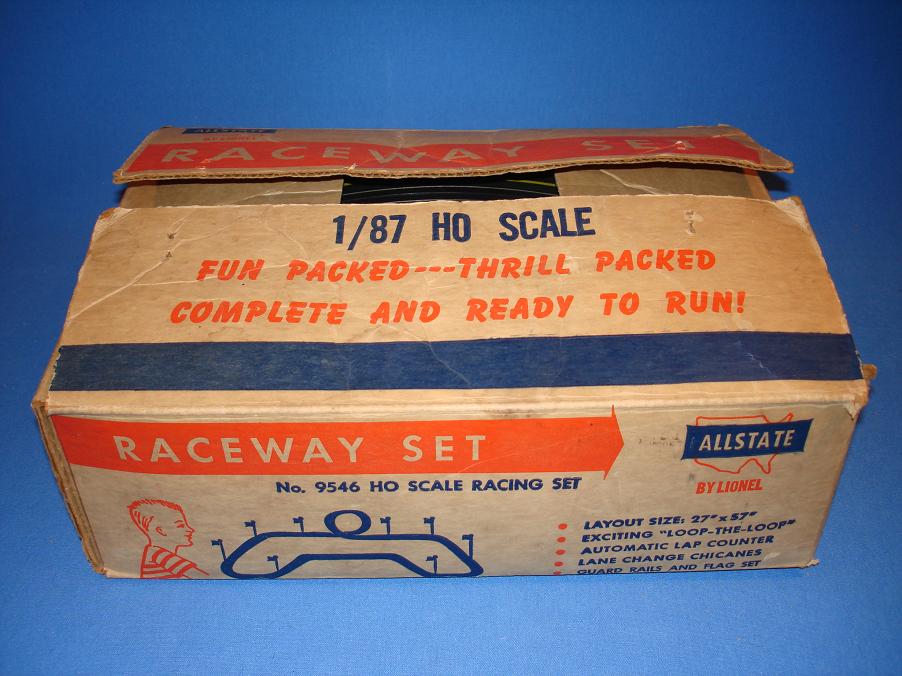 ALLSTATE
BY LIONEL
RACEWAY SET
1/87 HO SCALE
FUN PACKED---THRILL PACKED
COMPLETE AND READY TO RUN!
RACEWAY SET
ALLSTATE
BY LIONEL
No. 9546 HO SCALE RACING SET
• LAYOUT SIZE: 27" x 57"
• EXCITING "LOOP-THE-LOOP"
• AUTOMATIC LAP COUNTER
• LANE CHANGE CHICANES
• GUARD RAILS AND FLAG SET